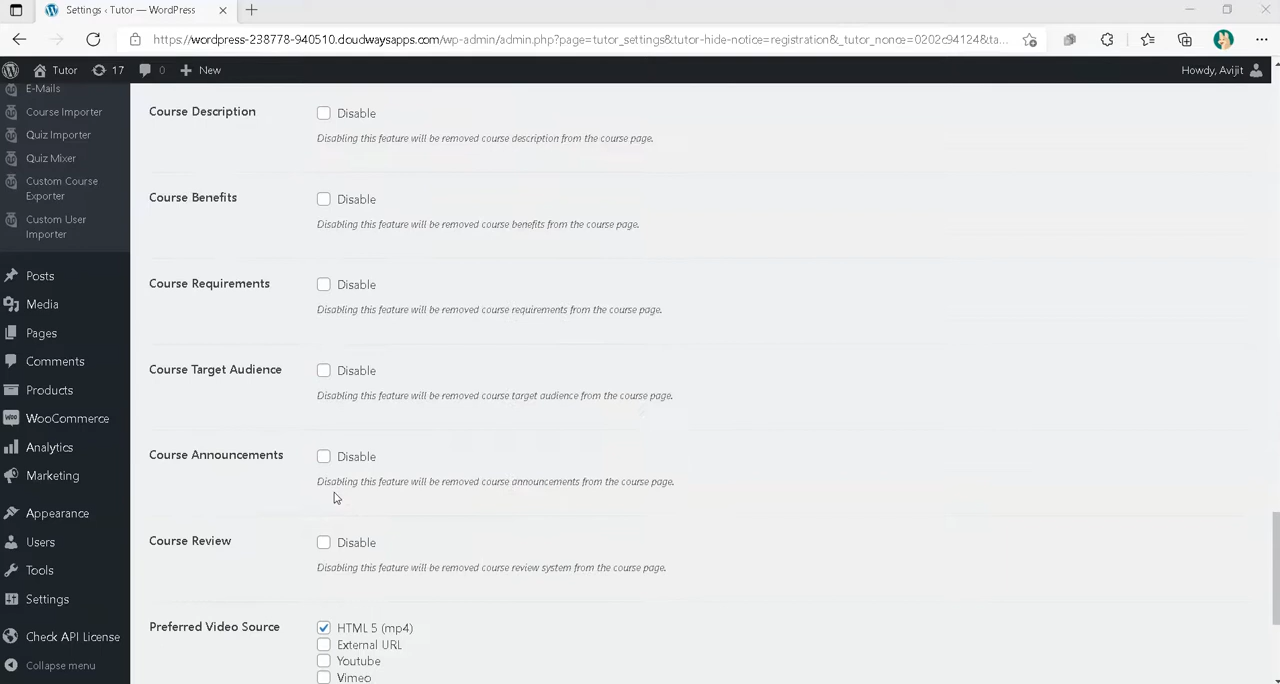 Settings ‹ Tutor — WordPress
https://wordpress-238778-940510.cloudwaysapps.com/wp-admin/admin.php?page=tutor_settings&tutor-hide-notice=registration&_tutor_nonce=0202c94124&ta...
Tutor 17 0 New Howdy, Avijit
E-Mails
Course Importer
Quiz Importer
Quiz Mixer
Custom Course
Exporter
Custom User
Importer
Posts
Media
Pages
Comments
Products
WooCommerce
Analytics
Marketing
Appearance
Users
Tools
Settings
Check API License
Collapse menu
Course Description Disable
Disabling this feature will be removed course description from the course page.
Course Benefits Disable
Disabling this feature will be removed course benefits from the course page.
Course Requirements Disable
Disabling this feature will be removed course requirements from the course page.
Course Target Audience Disable
Disabling this feature will be removed course target audience from the course page.
Course Announcements Disable
Disabling this feature will be removed course announcements from the course page.
Course Review Disable
Disabling this feature will be removed course review system from the course page.
Preferred Video Source HTML 5 (mp4)
External URL
Youtube
Vimeo